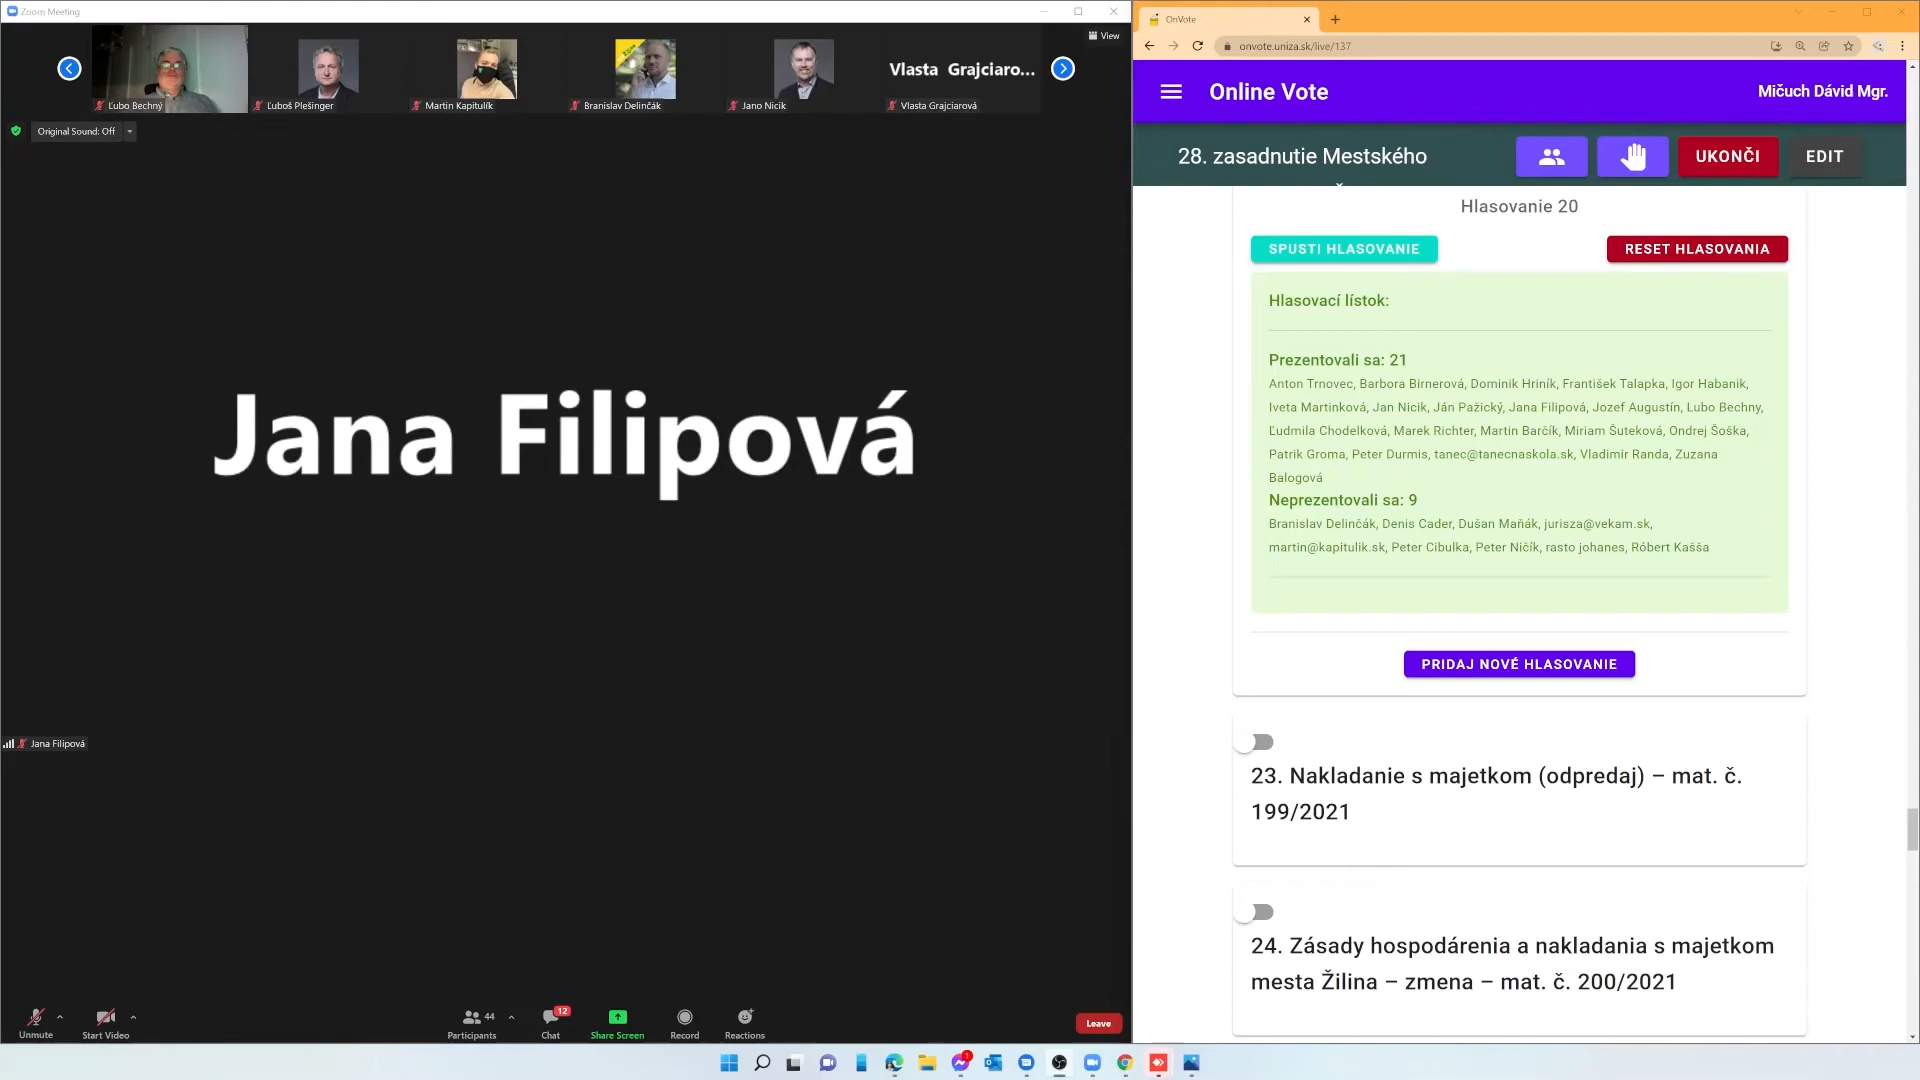 Zoom Meeting
View
Ľubo Bechný
Ľuboš Plešinger
Martin Kapitulík
Branislav Delinčák
Jano Nicik
Vlasta Grajciaro...
Vlasta Grajciarová
Original Sound: Off
Jana Filipová
Jana Filipová
Unmute
Start Video
44
Participants
12
Chat
Share Screen
Record
Reactions
Leave
OnVote
onvote.uniza.sk/live/137
Online Vote
Mičuch Dávid Mgr.
28. zasadnutie Mestského
UKONČI
EDIT
Hlasovanie 20
SPUSTI HLASOVANIE
RESET HLASOVANIA
Hlasovací lístok:
Prezentovali sa: 21
Anton Trnovec, Barbora Birnerová, Dominik Hriník, František Talapka, Igor Habanik,
Iveta Martinková, Jan Nicik, Ján Pažický, Jana Filipová, Jozef Augustín, Lubo Bechny,
Ľudmila Chodelková, Marek Richter, Martin Barčík, Miriam Šuteková, Ondrej Šoška,
Patrik Groma, Peter Durmis, tanec@tanecnaskola.sk, Vladimir Randa, Zuzana
Balogová
Neprezentovali sa: 9
Branislav Delinčák, Denis Cader, Dušan Maňák, jurisza@vekam.sk,
martin@kapitulik.sk, Peter Cibulka, Peter Ničík, rasto johanes, Róbert Kašša
PRIDAJ NOVÉ HLASOVANIE
23. Nakladanie s majetkom (odpredaj) – mat. č.
199/2021
24. Zásady hospodárenia a nakladania s majetkom
mesta Žilina – zmena – mat. č. 200/2021